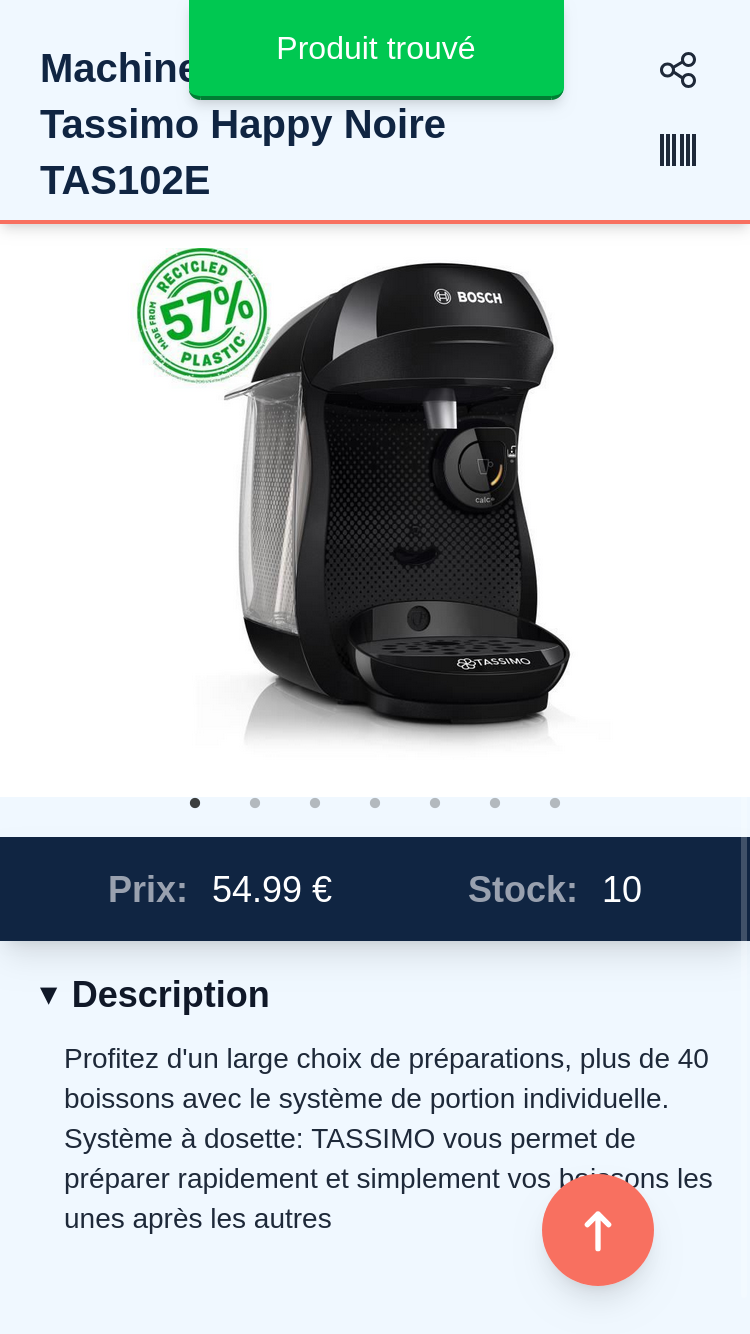 Produit trouvé
Machine
Tassimo Happy Noire
TAS102E
RECYCLED
57%
MADE FROM
PLASTIC
BOSCH
calc
TASSIMO
Prix: 54.99 € Stock: 10
▼ Description
Profitez d'un large choix de préparations, plus de 40
boissons avec le système de portion individuelle.
Système à dosette: TASSIMO vous permet de
préparer rapidement et simplement vos boissons les
unes après les autres